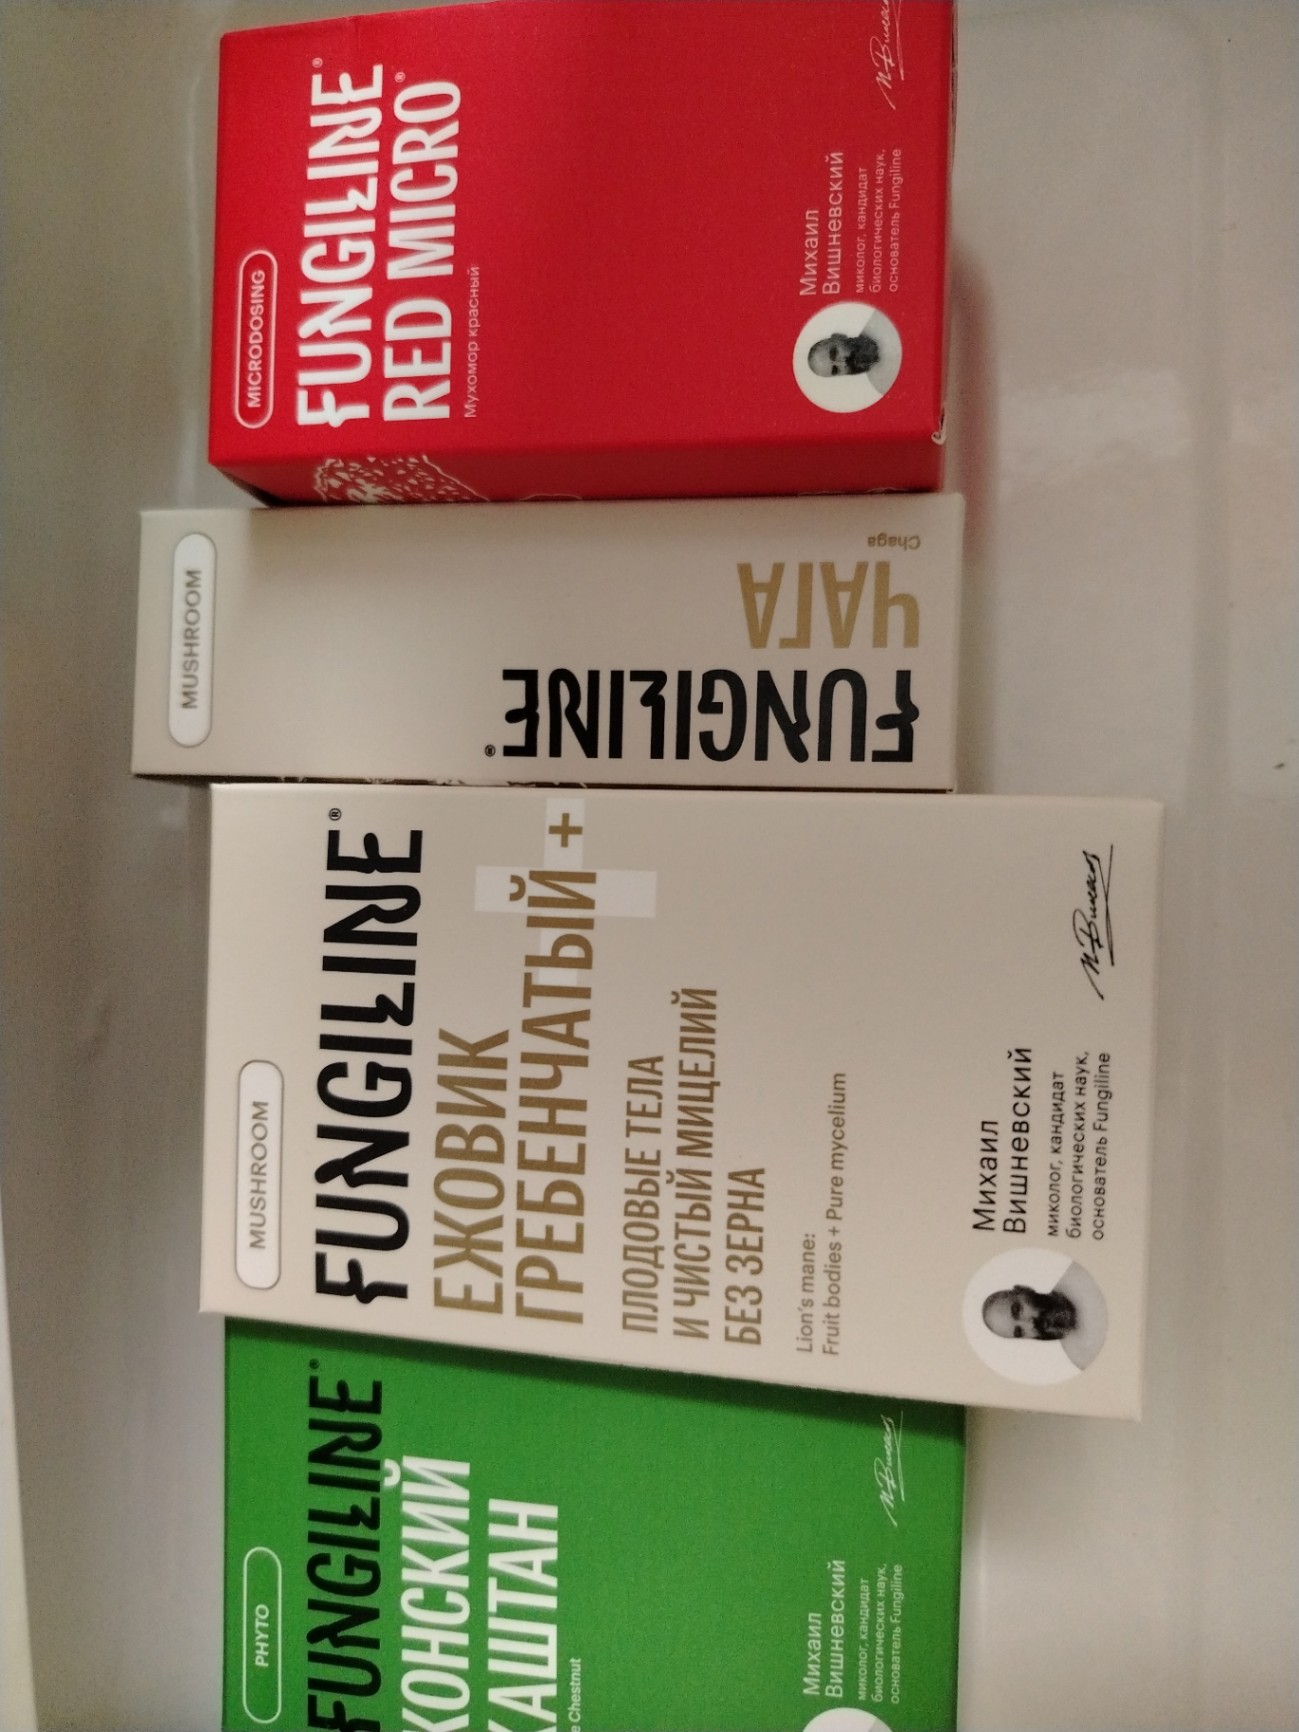 MICRODOSING
FUNGILINE®
RED MICRO®
Мухомор красный
Михаил
Вишневский
миколог, кандидат
биологических наук,
основатель Fungiline
MUSHROOM
FUNGILINE®
ЧАГА
Chaga
MUSHROOM
FUNGILINE®
ЕЖОВИК
ГРЕБЕНЧАТЫЙ +
ПЛОДОВЫЕ ТЕЛА
И ЧИСТЫЙ МИЦЕЛИЙ
БЕЗ ЗЕРНА
Lion's mane:
Fruit bodies + Pure mycelium
Михаил
Вишневский
миколог, кандидат
биологических наук,
основатель Fungiline
PHYTO
FUNGILINE®
КОНСКИЙ
КАШТАН
Chestnut
Михаил
Вишневский
миколог, кандидат
биологических наук,
основатель Fungiline